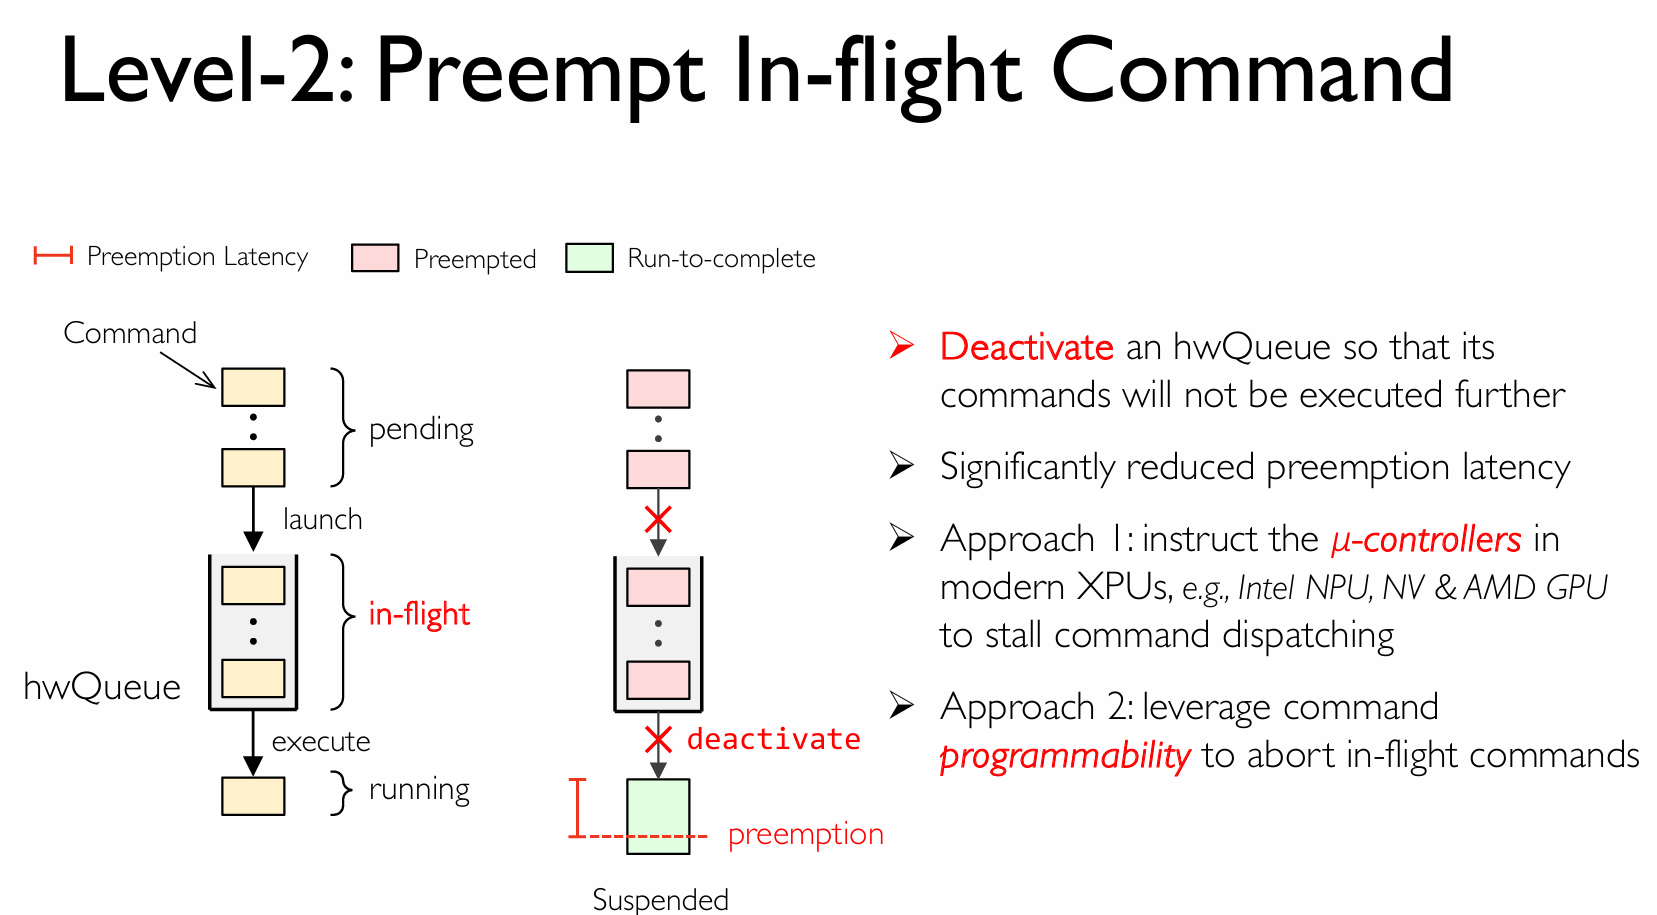 Level-2: Preempt In-flight Command
Preemption Latency
Preempted
Run-to-complete
Command
pending
launch
in-flight
hwQueue
execute
running
deactivate
preemption
Suspended
➢ Deactivate an hwQueue so that its
commands will not be executed further
➢ Significantly reduced preemption latency
➢ Approach 1: instruct the μ-controllers in
modern XPUs, e.g., Intel NPU, NV & AMD GPU
to stall command dispatching
➢ Approach 2: leverage command
programmability to abort in-flight commands